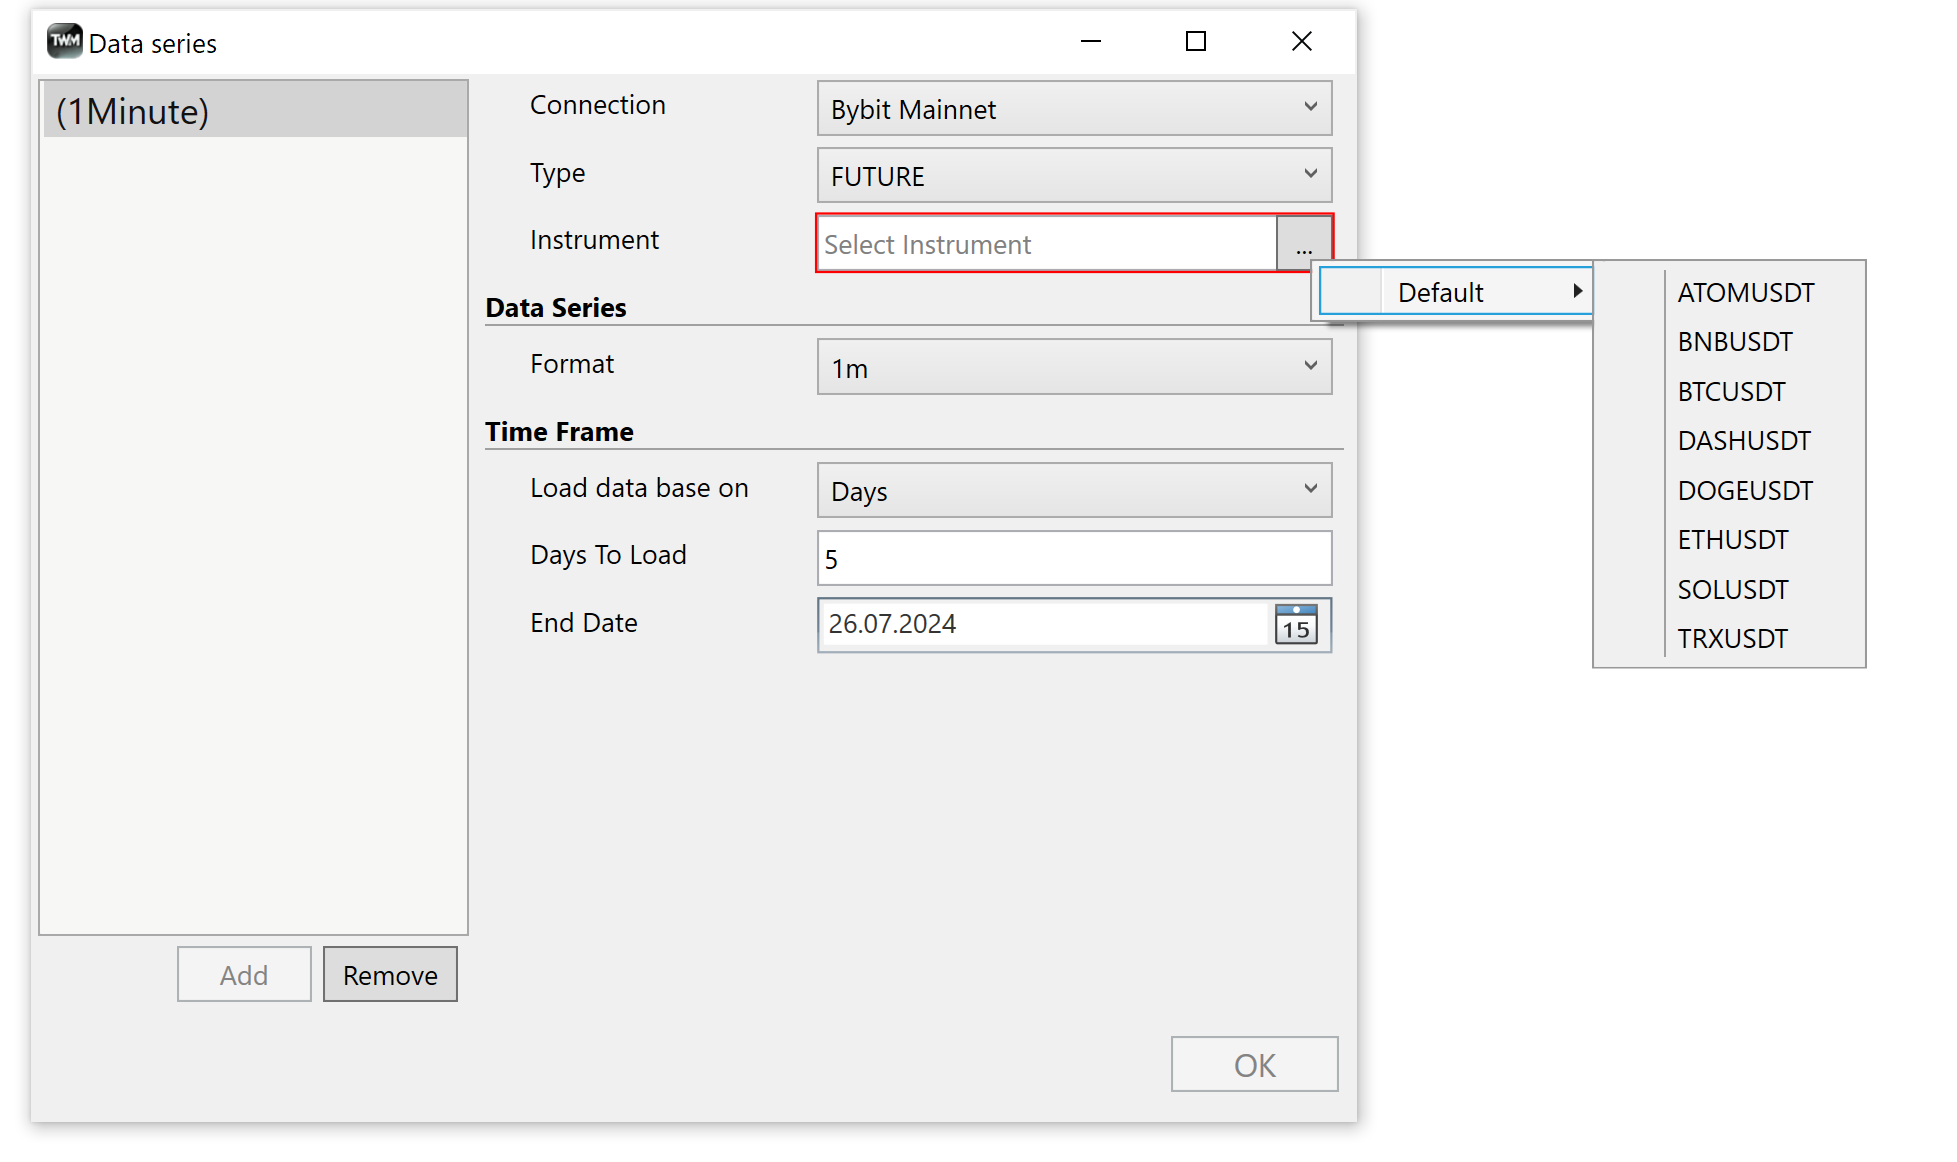 TWM Data series
(1Minute)
Connection
Bybit Mainnet
Type
FUTURE
Instrument
Select Instrument
...
Default
ATOMUSDT
BNBUSDT
BTCUSDT
DASHUSDT
DOGEUSDT
ETHUSDT
SOLUSDT
TRXUSDT
Data Series
Format
1m
Time Frame
Load data base on
Days
Days To Load
5
End Date
26.07.2024
15
Add
Remove
OK